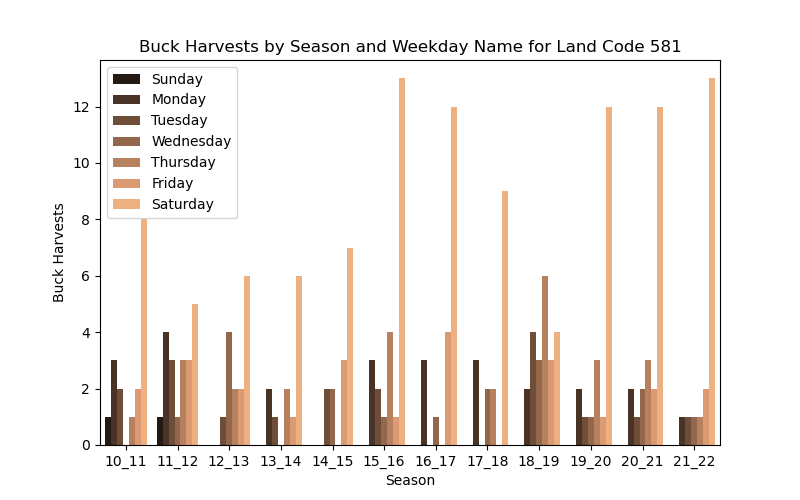 Buck Harvests by Season and Weekday Name for Land Code 581
Sunday
Monday
Tuesday
Wednesday
Thursday
Friday
Saturday
12
10
8
6
4
2
0
Buck Harvests
10_11 11_12 12_13 13_14 14_15 15_16 16_17 17_18 18_19 19_20 20_21 21_22
Season